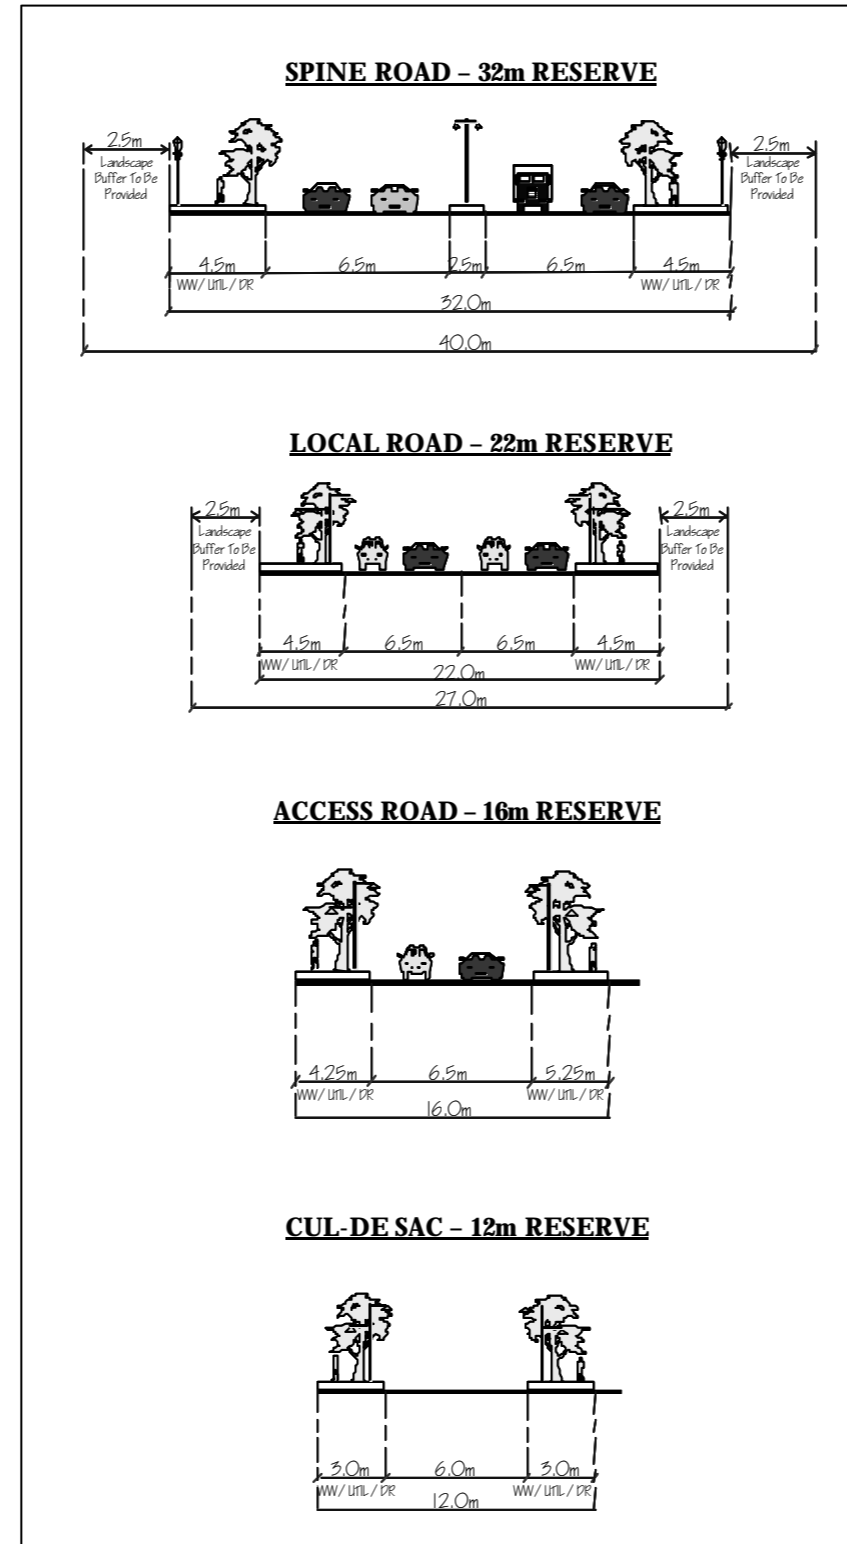 SPINE ROAD – 32m RESERVE
2.5m
Landscape
Buffer To Be
Provided
2.5m
Landscape
Buffer To Be
Provided
4.5m
6.5m
2.5m
6.5m
4.5m
WW/ UTIL / DR
WW/ UTIL / DR
32.0m
40.0m
LOCAL ROAD – 22m RESERVE
2.5m
Landscape
Buffer To Be
Provided
2.5m
Landscape
Buffer To Be
Provided
4.5m
6.5m
6.5m
4.5m
WW/ UTIL / DR
WW/ UTIL / DR
22.0m
27.0m
ACCESS ROAD – 16m RESERVE
4.25m
6.5m
5.25m
WW/ UTIL / DR
WW/ UTIL / DR
16.0m
CUL-DE SAC – 12m RESERVE
3.0m
6.0m
3.0m
WW/ UTIL / DR
WW/ UTIL / DR
12.0m